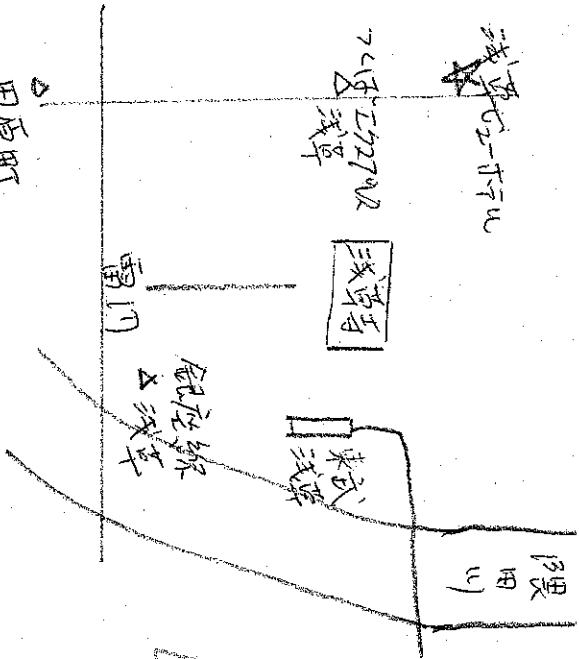 浅草ビューホテル
つくばエクスプレス
浅草
浅草寺
雷門
田原町
銀座線
浅草
東武
浅草
隅田川